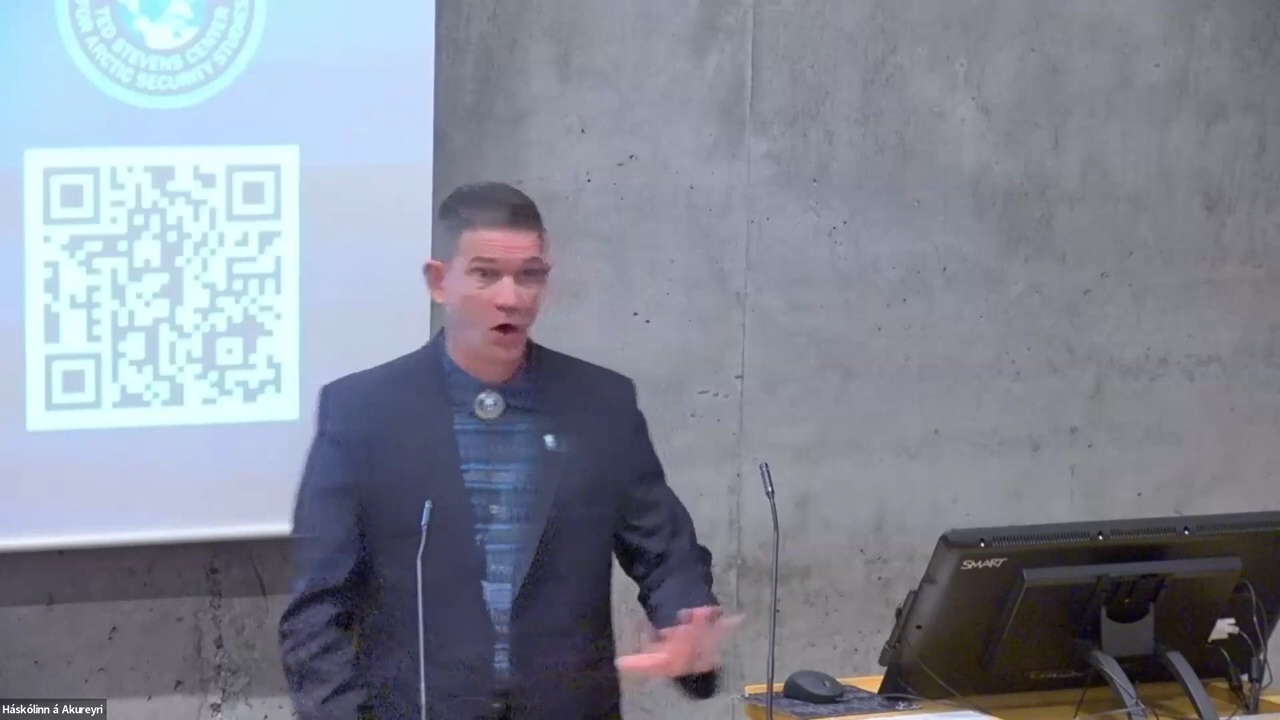 TED STEVENS CENTER
FOR ARCTIC SECURITY STUDIES
SMART
Háskólinn á Akureyri